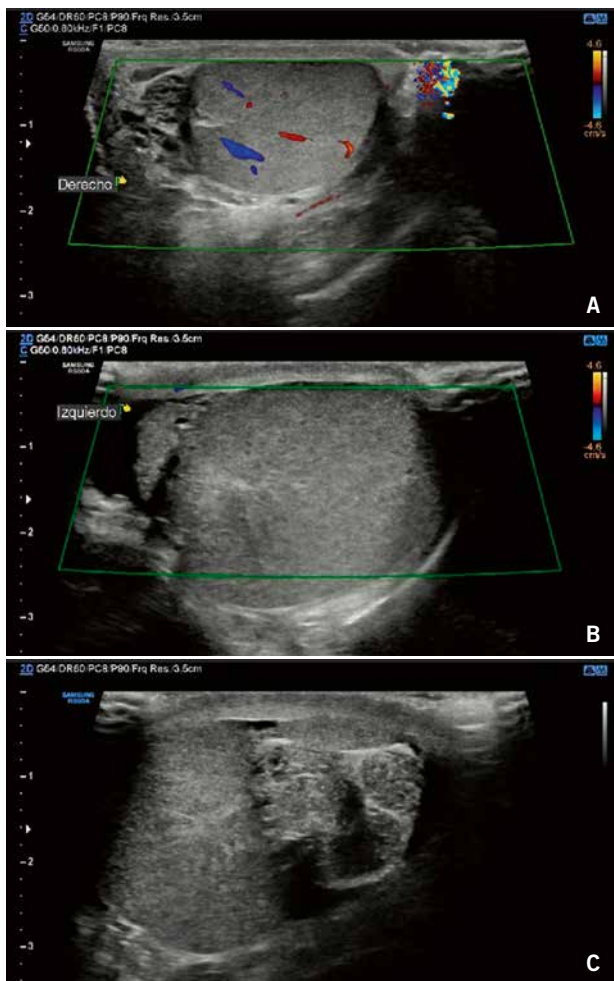 2D G54/DR60/PC8/P90/Frq Res./3.5cm
C G50/0.80kHz/F1/PC8
SAMSUNG
RS80A
4.6
-4.6
cm/s
-1
Derecho
-2
-3
A
2D G54/DR60/PC8/P90/Frq Res./3.5cm
C G50/0.80kHz/F1/PC8
SAMSUNG
RS80A
4.6
-4.6
cm/s
Izquierdo
-1
-2
-3
B
2D G54/DR60/PC8/P90/Frq Res./3.5cm
SAMSUNG
RS80A
-1
-2
-3
C